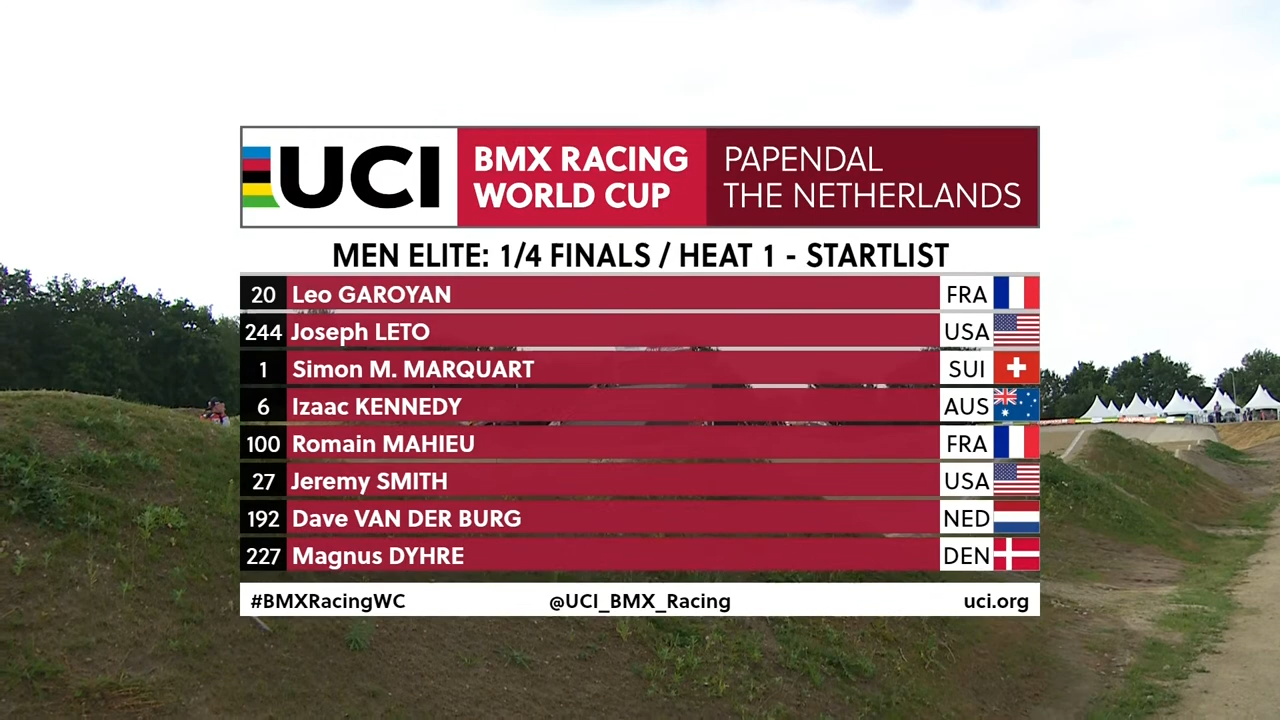 UCI
BMX RACING
WORLD CUP
PAPENDAL
THE NETHERLANDS
MEN ELITE: 1/4 FINALS / HEAT 1 - STARTLIST
20 Leo GAROYAN FRA
244 Joseph LETO USA
1 Simon M. MARQUART SUI
6 Izaac KENNEDY AUS
100 Romain MAHIEU FRA
27 Jeremy SMITH USA
192 Dave VAN DER BURG NED
227 Magnus DYHRE DEN
#BMXRacingWC @UCI_BMX_Racing uci.org